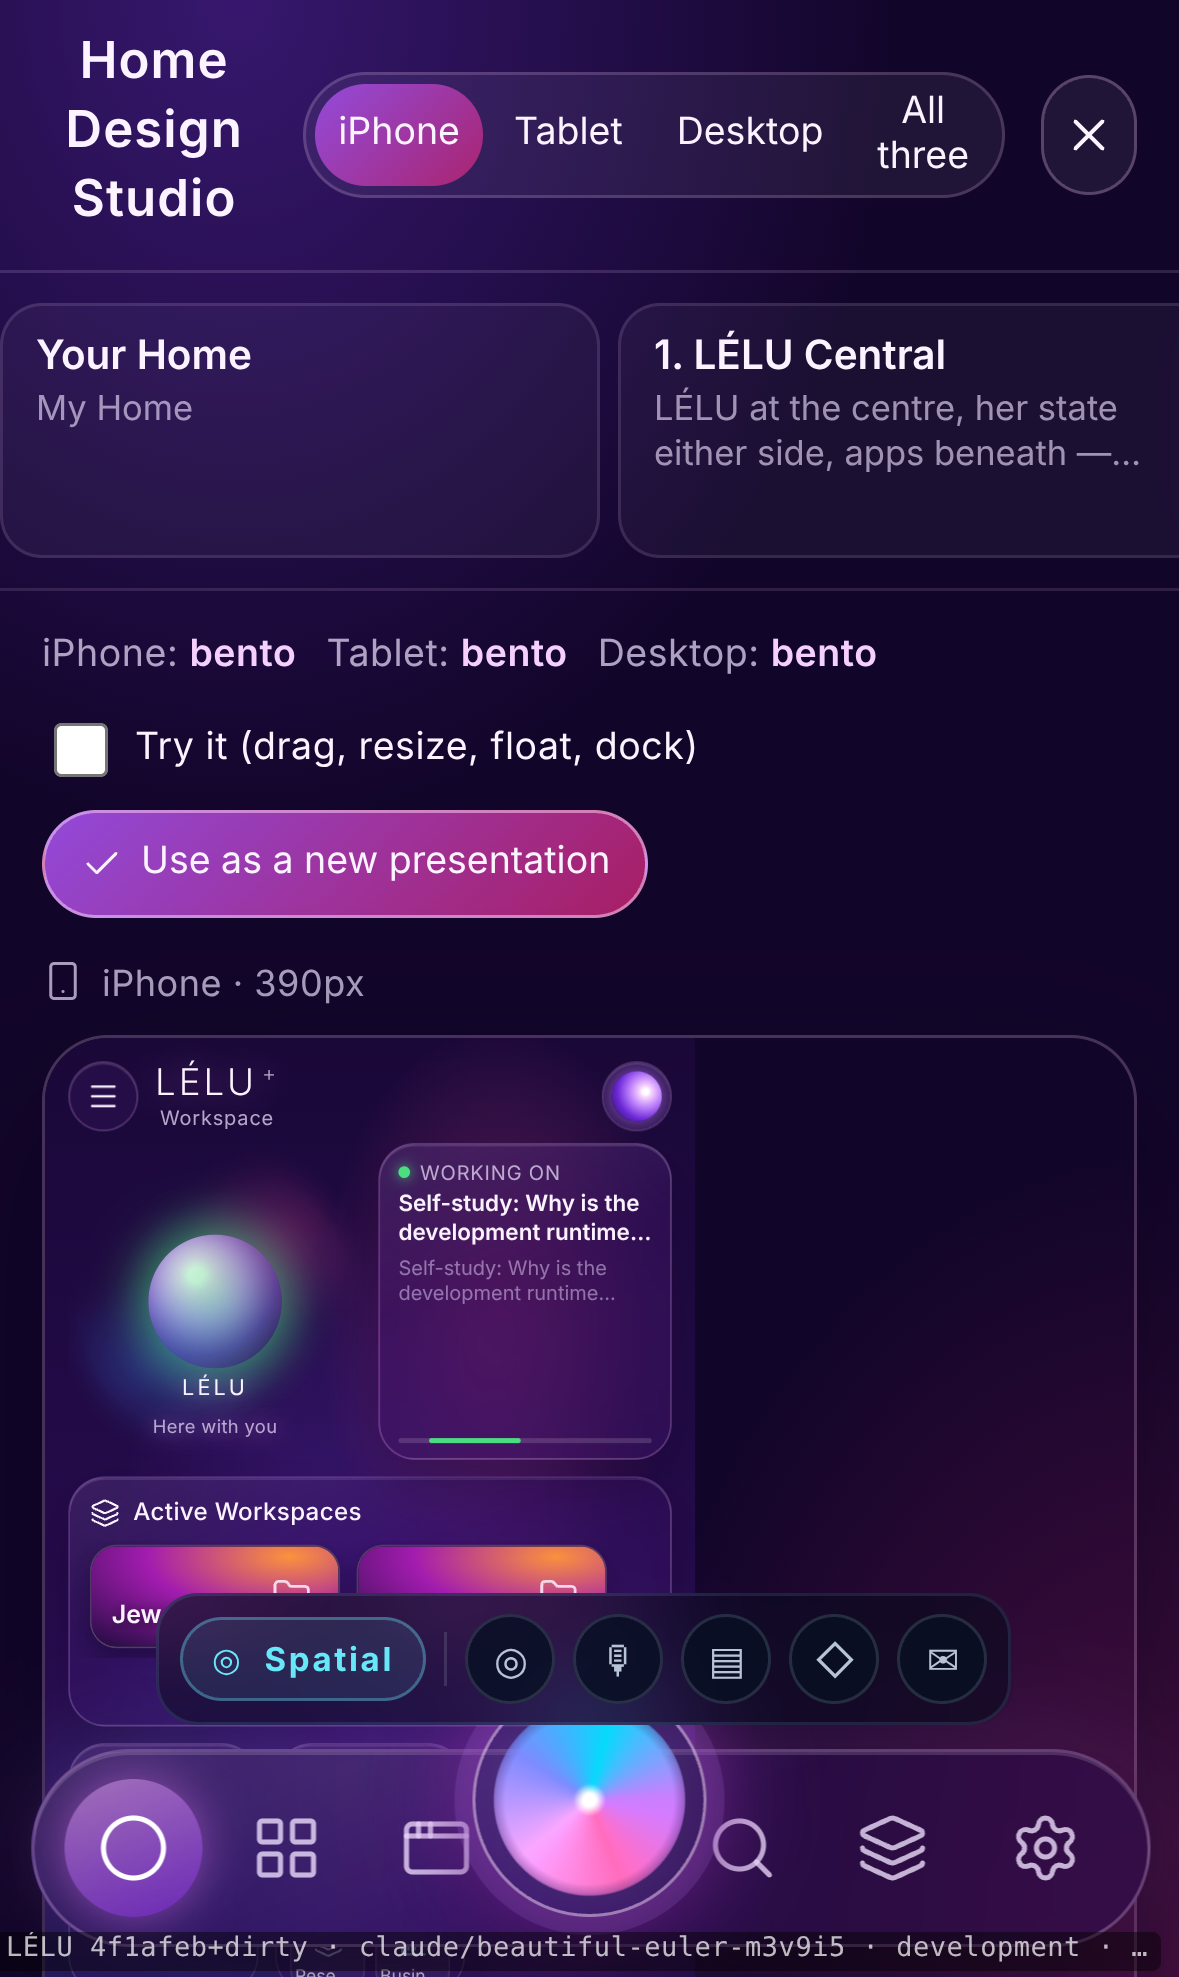 Home
Design
Studio
iPhone
Tablet
Desktop
All
three
Your Home
My Home
1. LÉLU Central
LÉLU at the centre, her state
either side, apps beneath —...
iPhone: bento Tablet: bento Desktop: bento
Try it (drag, resize, float, dock)
Use as a new presentation
iPhone · 390px
LÉLU +
Workspace
WORKING ON
Self-study: Why is the
development runtime...
Self-study: Why is the
development runtime...
LÉLU
Here with you
Active Workspaces
Jew
Spatial
LÉLU 4f1afeb+dirty · claude/beautiful-euler-m3v9i5 · development · …